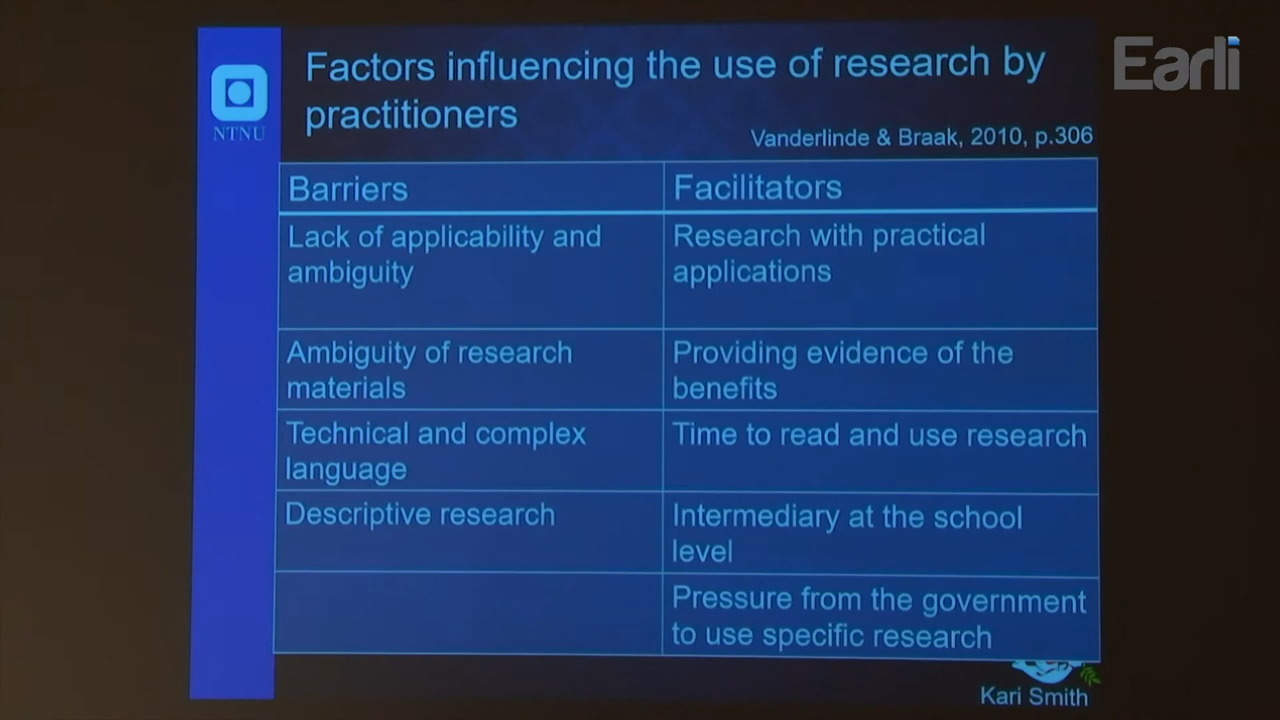 Earli
Factors influencing the use of research by
practitioners
NTNU
Vanderlinde & Braak, 2010, p.306
Barriers
Facilitators
Lack of applicability and
ambiguity
Research with practical
applications
Ambiguity of research
materials
Providing evidence of the
benefits
Technical and complex
language
Time to read and use research
Descriptive research
Intermediary at the school
level
Pressure from the government
to use specific research
Kari Smith